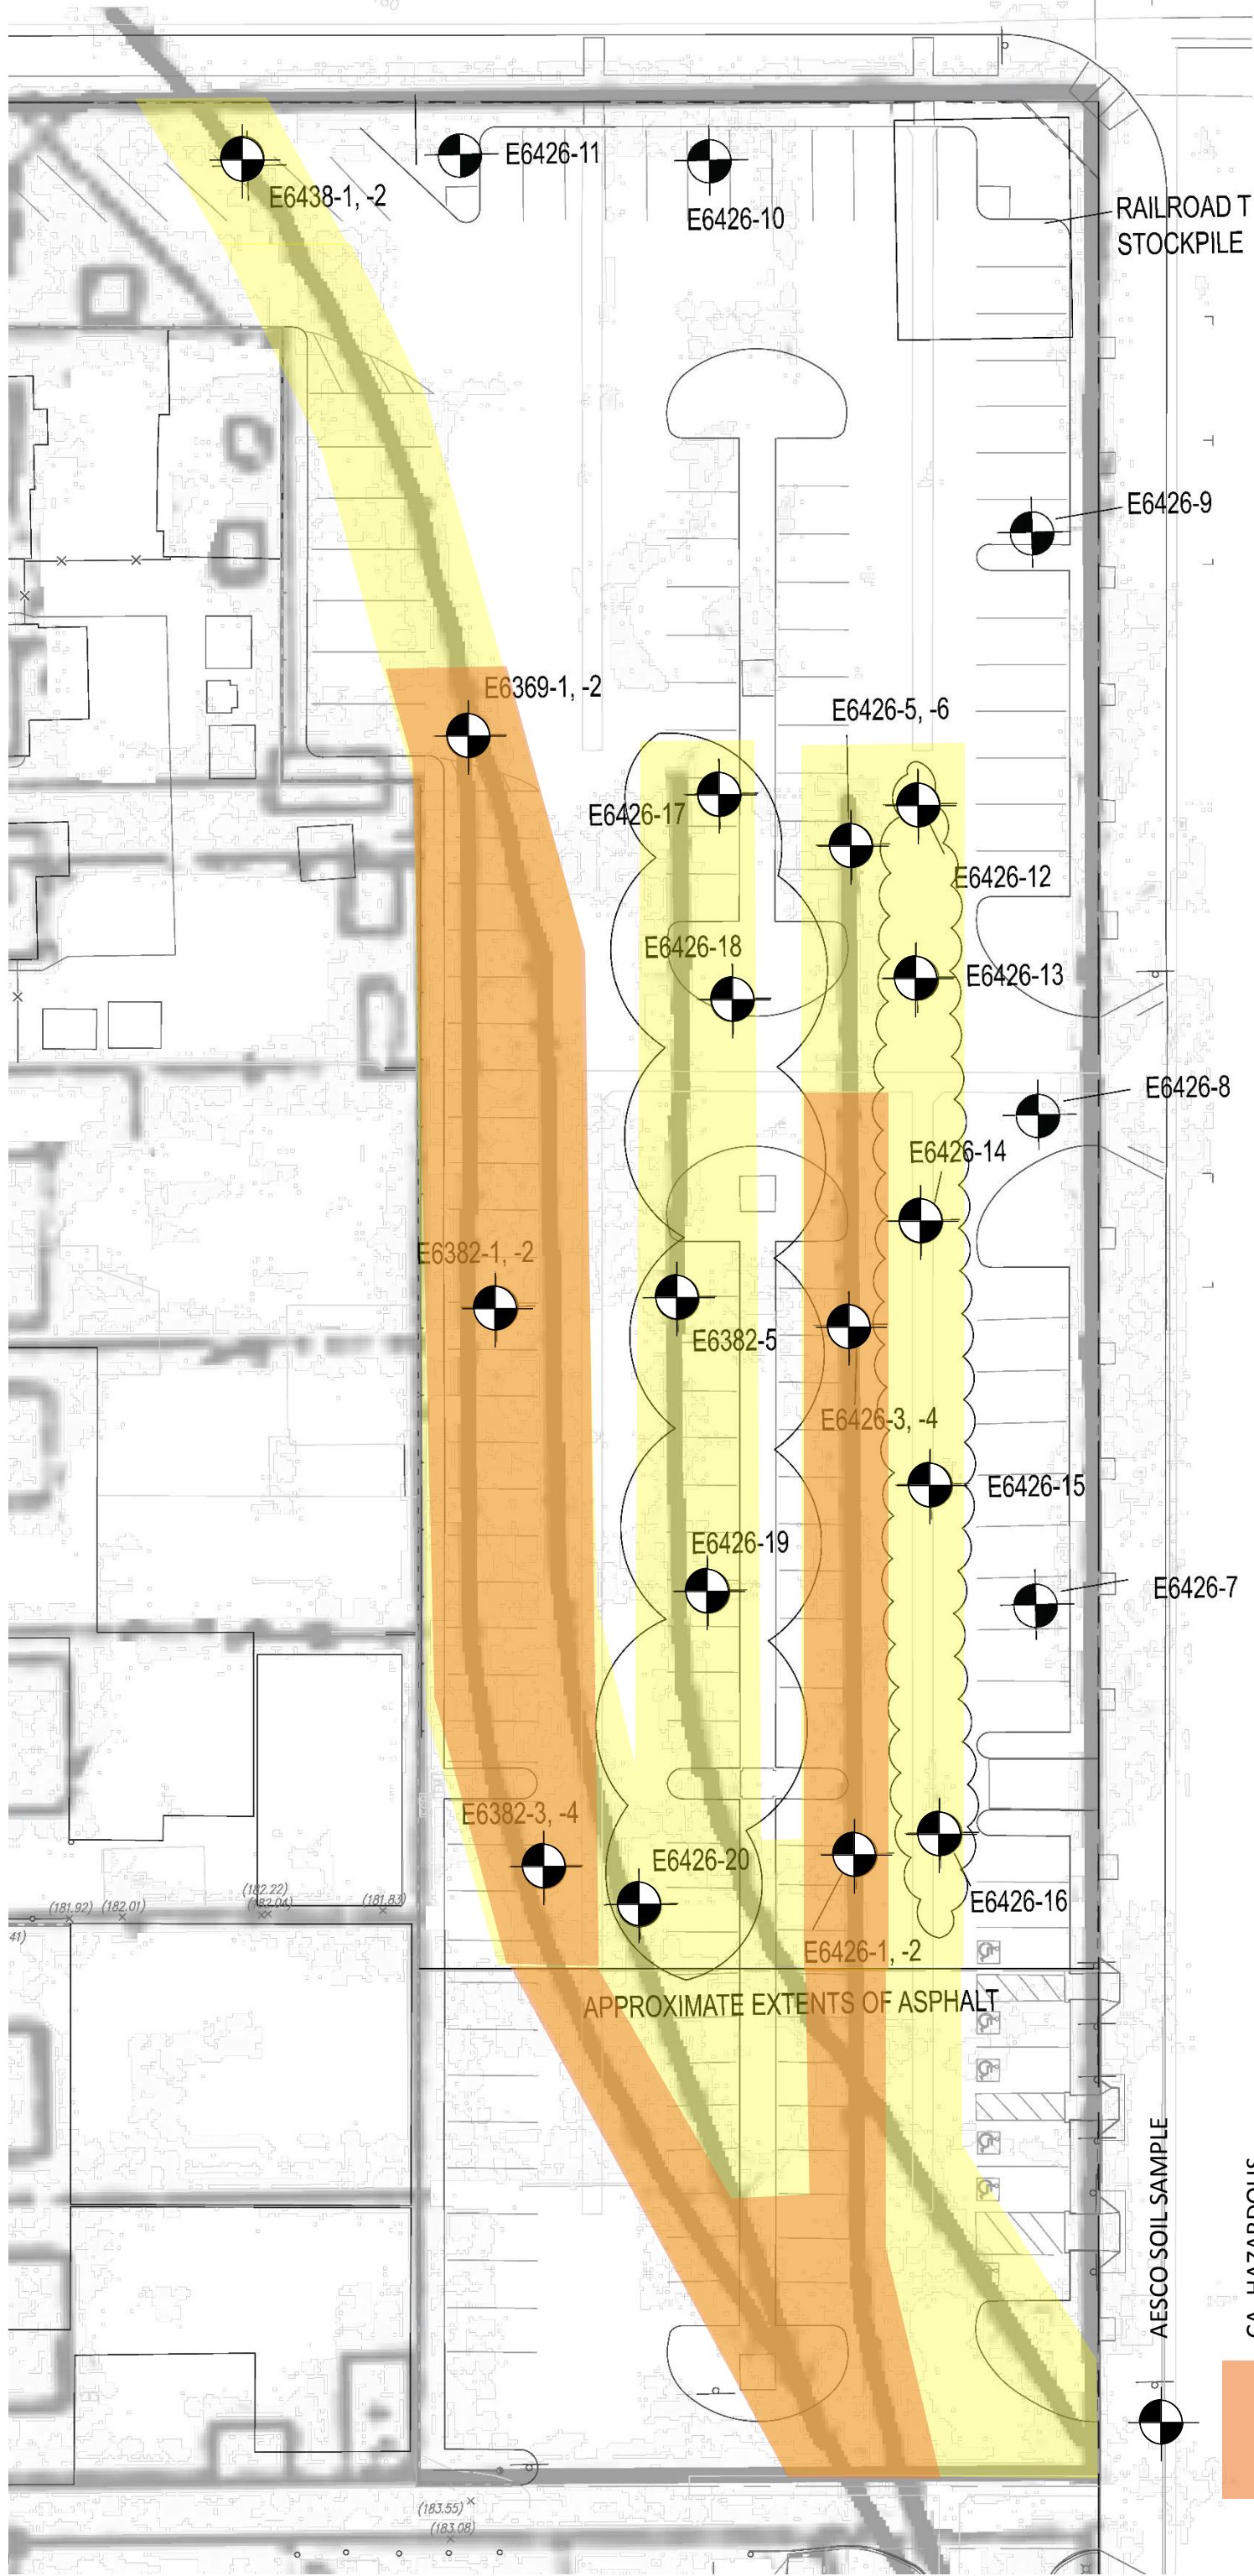 E6426-11
E6438-1, -2
E6426-10
RAILROAD T
STOCKPILE
E6426-9
E6369-1, -2
E6426-5, -6
E6426-17
E6426-12
E6426-18
E6426-13
E6426-8
E6426-14
E6382-1, -2
E6382-5
E6426-3, -4
E6426-15
E6426-19
E6426-7
E6382-3, -4
E6426-20
(182.22)
(181.92) (182.01)
(182.04)
(181.83)
E6426-16
41)
E6426-1, -2
APPROXIMATE EXTENTS OF ASPHALT
AESCO SOIL SAMPLE
(183.55)
(183.08)